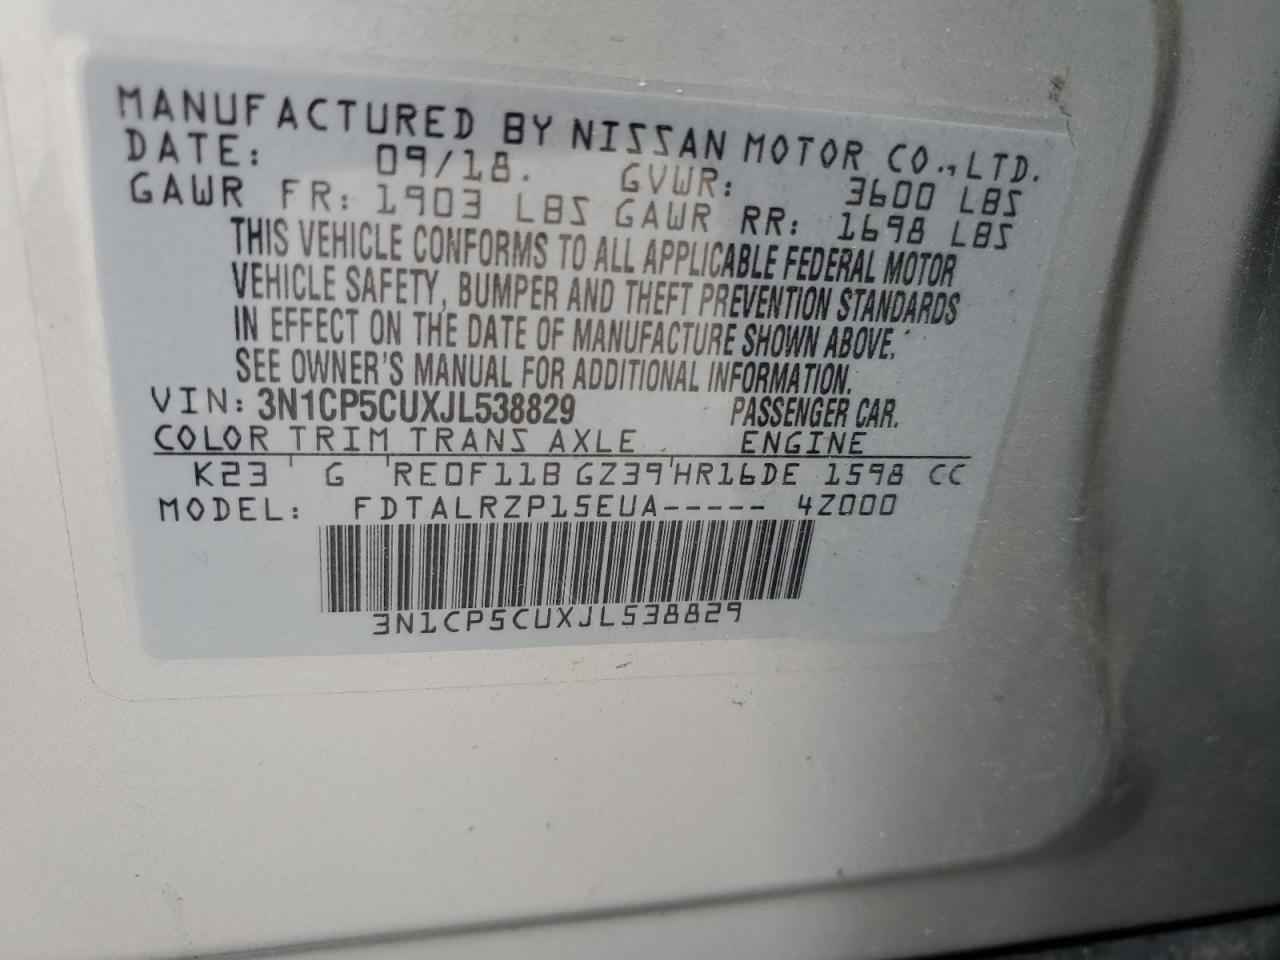 MANUFACTURED BY NISSAN MOTOR CO.,LTD.
DATE: 09/18. GVWR: 3600 LBS
GAWR FR: 1903 LBS GAWR RR: 1698 LBS
THIS VEHICLE CONFORMS TO ALL APPLICABLE FEDERAL MOTOR
VEHICLE SAFETY, BUMPER AND THEFT PREVENTION STANDARDS
IN EFFECT ON THE DATE OF MANUFACTURE SHOWN ABOVE.
SEE OWNER'S MANUAL FOR ADDITIONAL INFORMATION.
VIN: 3N1CP5CUXJL538829 PASSENGER CAR.
COLOR TRIM TRANS AXLE ENGINE
K23 G RE0F11B GZ39 HR16DE 1598 CC
MODEL: FDTALRZP15EUA----- 4Z000
3N1CP5CUXJL538829